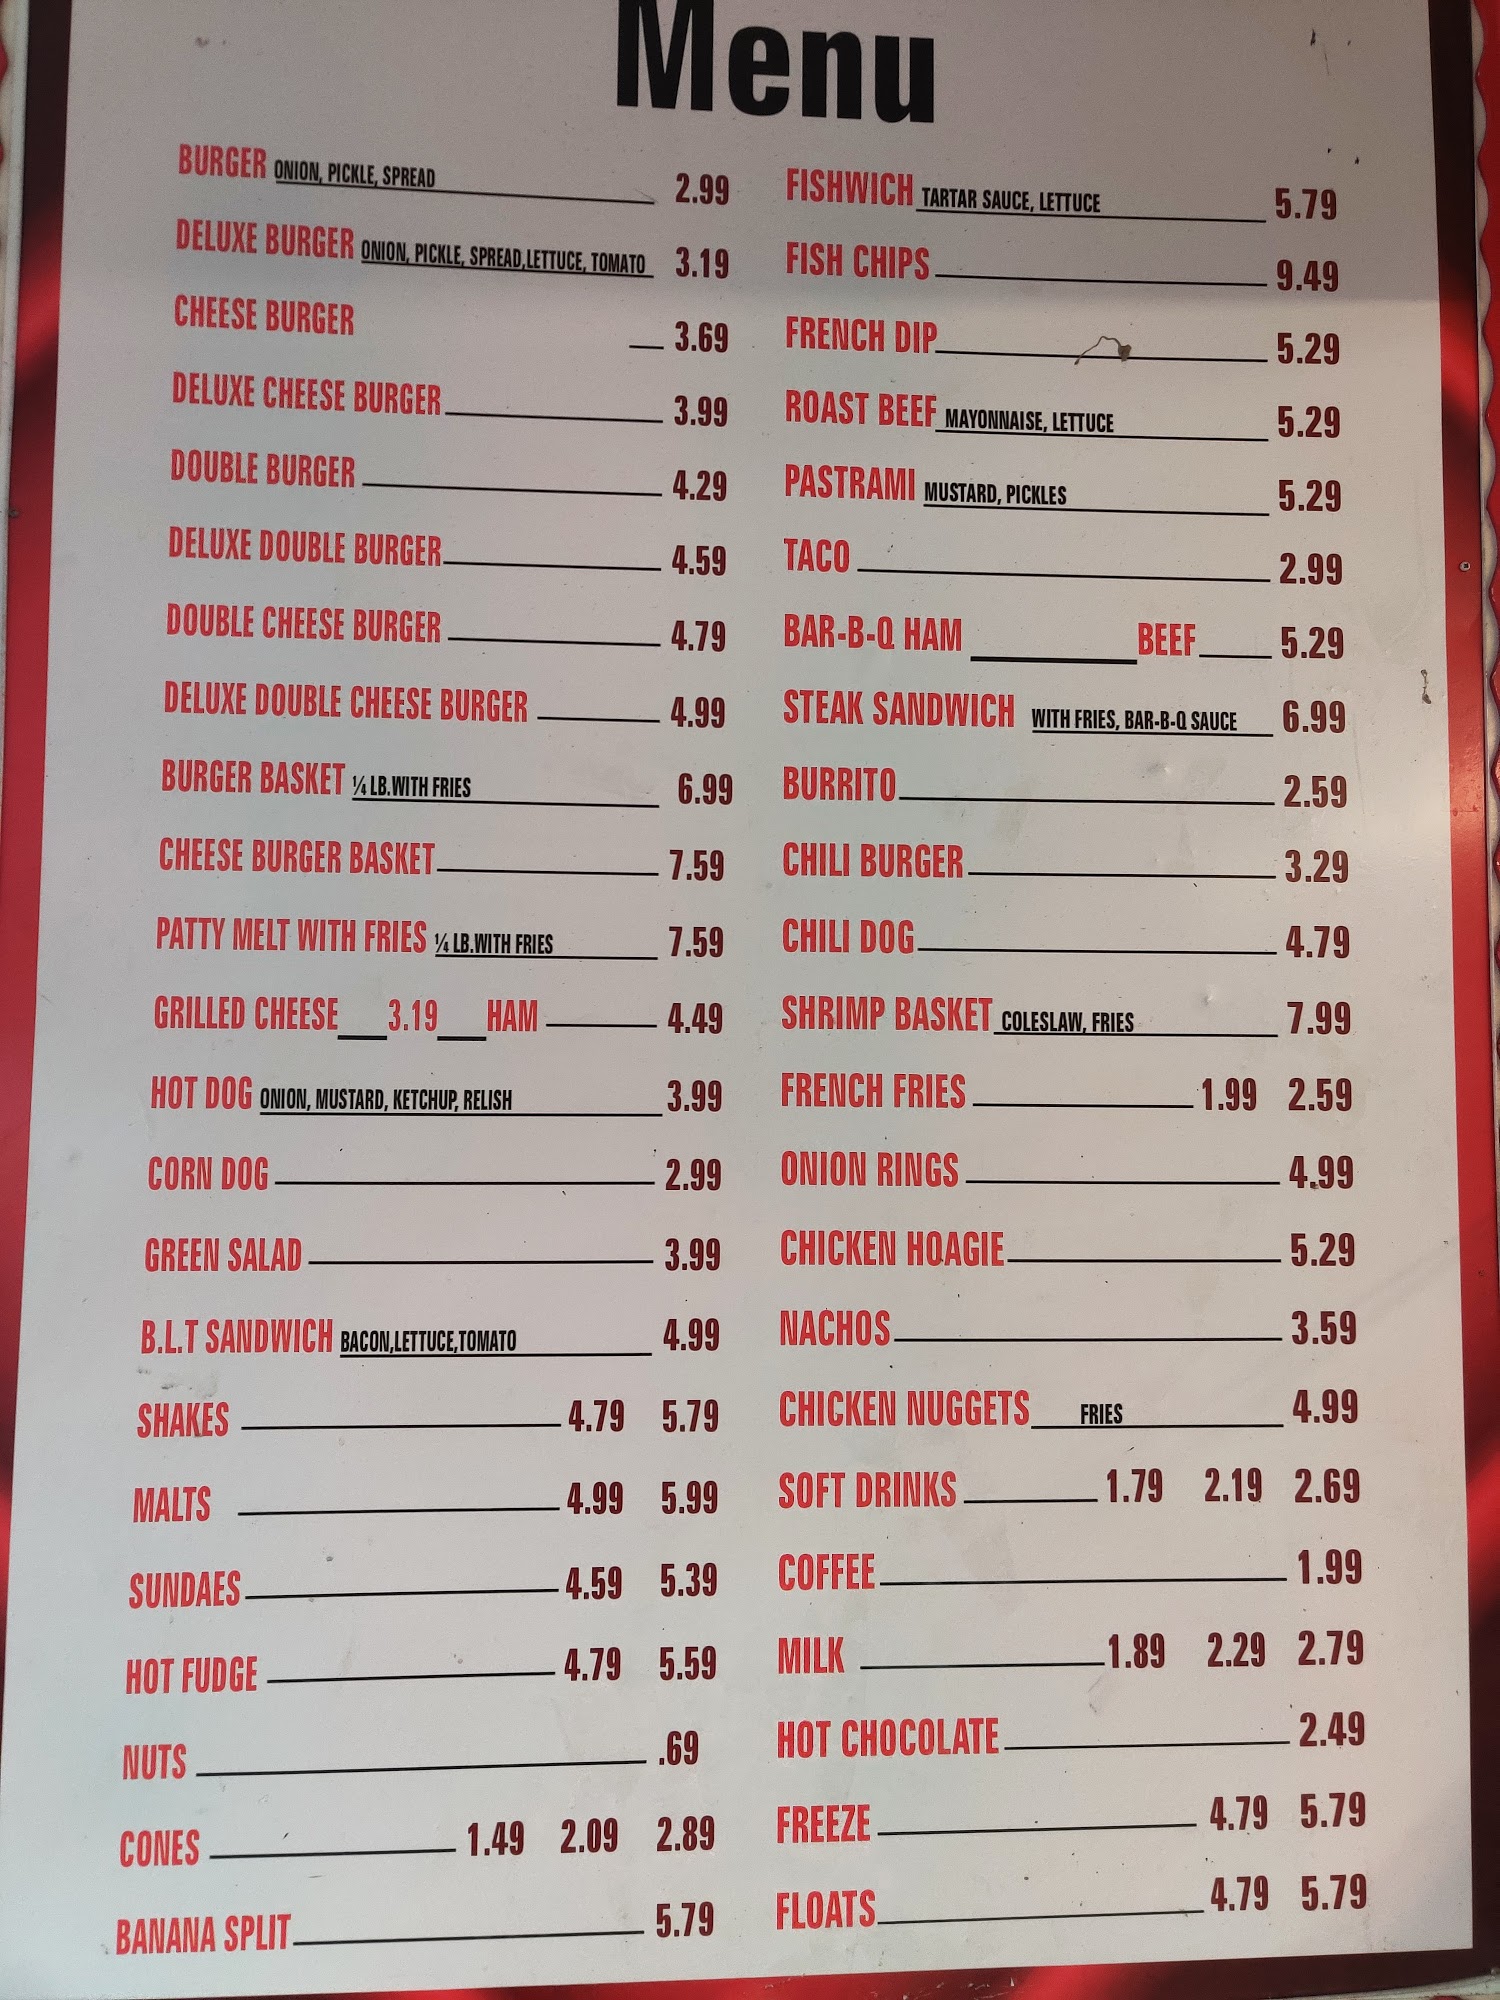 Menu
BURGER ONION, PICKLE, SPREAD 2.99
DELUXE BURGER ONION, PICKLE, SPREAD,LETTUCE, TOMATO 3.19
CHEESE BURGER 3.69
DELUXE CHEESE BURGER 3.99
DOUBLE BURGER 4.29
DELUXE DOUBLE BURGER 4.59
DOUBLE CHEESE BURGER 4.79
DELUXE DOUBLE CHEESE BURGER 4.99
BURGER BASKET ¼ LB.WITH FRIES 6.99
CHEESE BURGER BASKET 7.59
PATTY MELT WITH FRIES ¼ LB.WITH FRIES 7.59
GRILLED CHEESE 3.19 HAM 4.49
HOT DOG ONION, MUSTARD, KETCHUP, RELISH 3.99
CORN DOG 2.99
GREEN SALAD 3.99
B.L.T SANDWICH BACON,LETTUCE,TOMATO 4.99
SHAKES 4.79 5.79
MALTS 4.99 5.99
SUNDAES 4.59 5.39
HOT FUDGE 4.79 5.59
NUTS .69
CONES 1.49 2.09 2.89
BANANA SPLIT 5.79
FISHWICH TARTAR SAUCE, LETTUCE 5.79
FISH CHIPS 9.49
FRENCH DIP 5.29
ROAST BEEF MAYONNAISE, LETTUCE 5.29
PASTRAMI MUSTARD, PICKLES 5.29
TACO 2.99
BAR-B-Q HAM BEEF 5.29
STEAK SANDWICH WITH FRIES, BAR-B-Q SAUCE 6.99
BURRITO 2.59
CHILI BURGER 3.29
CHILI DOG 4.79
SHRIMP BASKET COLESLAW, FRIES 7.99
FRENCH FRIES 1.99 2.59
ONION RINGS 4.99
CHICKEN HOAGIE 5.29
NACHOS 3.59
CHICKEN NUGGETS FRIES 4.99
SOFT DRINKS 1.79 2.19 2.69
COFFEE 1.99
MILK 1.89 2.29 2.79
HOT CHOCOLATE 2.49
FREEZE 4.79 5.79
FLOATS 4.79 5.79